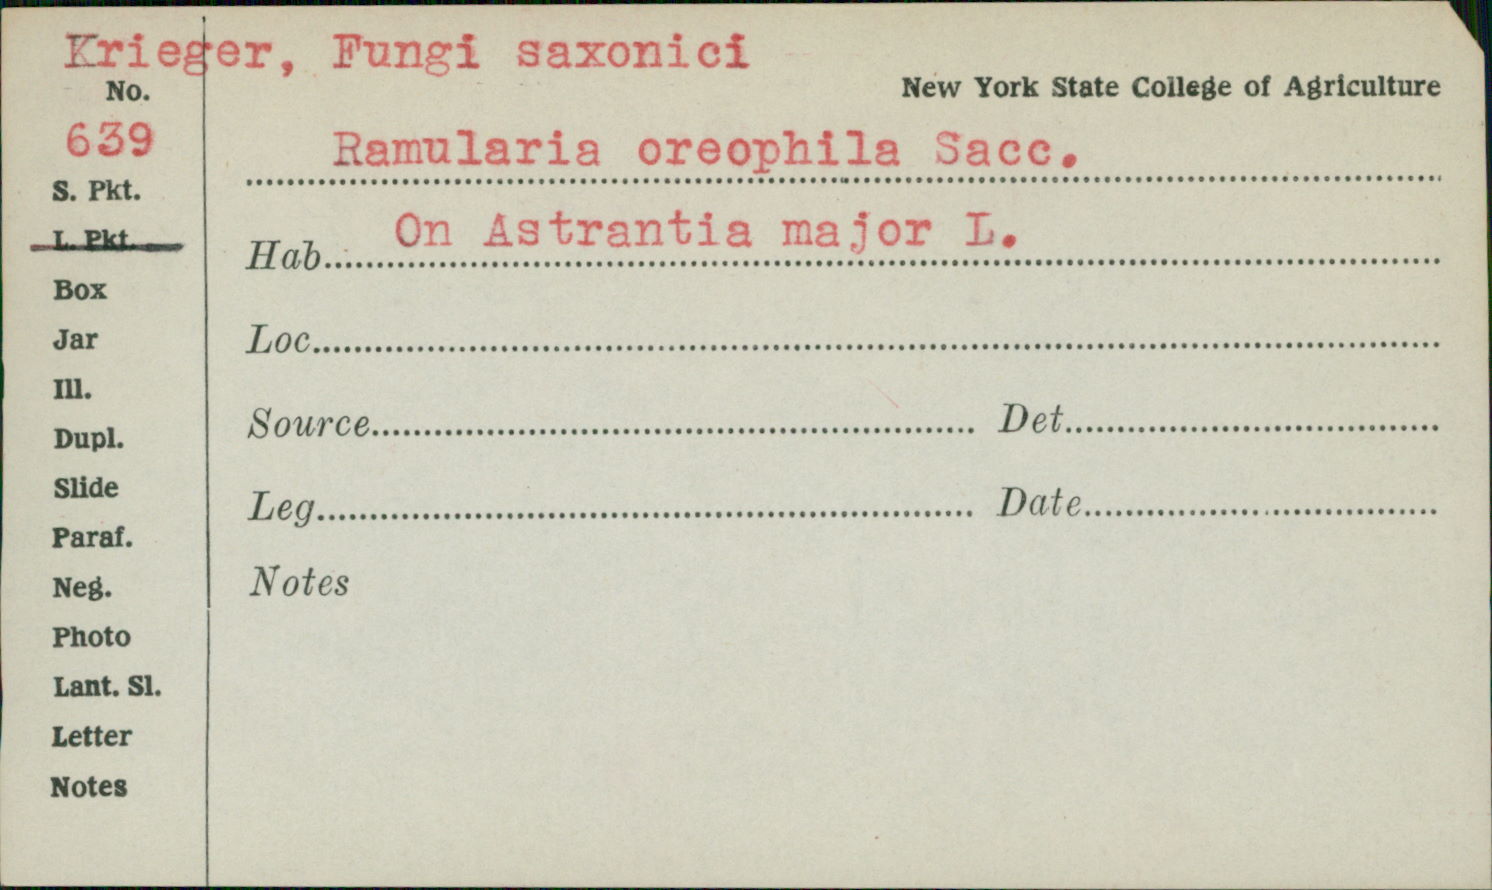 Krieger, Fungi saxonici
No.
New York State College of Agriculture
639
Ramularia oreophila Sacc.
S. Pkt.
L. Pkt.
Hab. On Astrantia major L.
Box
Jar
Loc.
Ill.
Dupl.
Source Det.
Slide
Leg. Date
Paraf.
Neg.
Notes
Photo
Lant. Sl.
Letter
Notes